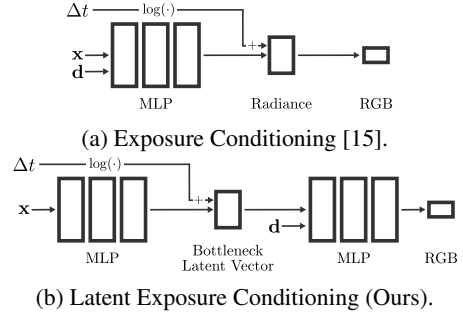 Δt log(·)
+
x
d
MLP Radiance RGB
(a) Exposure Conditioning [15].
Δt log(·)
+
x
d
MLP Bottleneck Latent Vector MLP RGB
(b) Latent Exposure Conditioning (Ours).